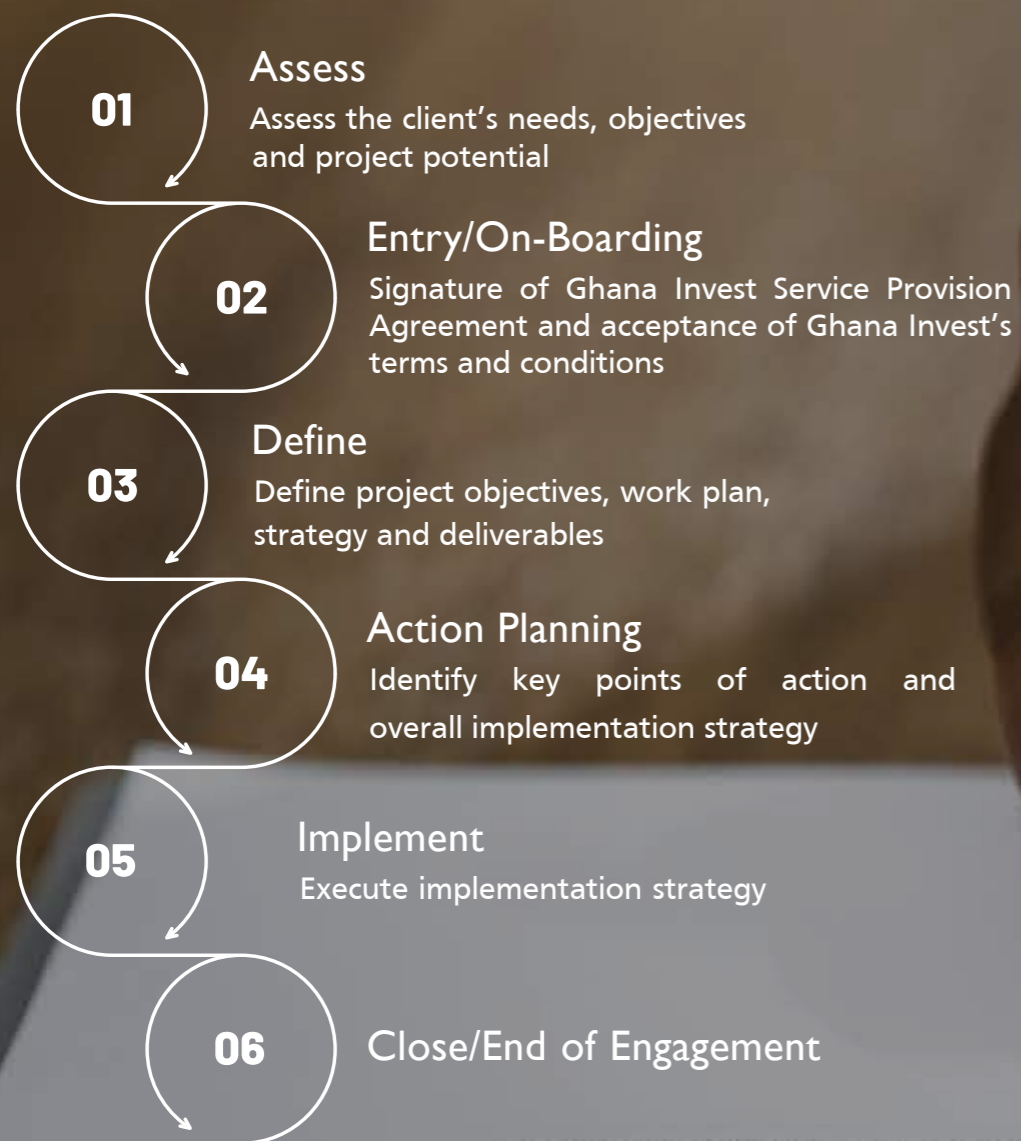 01
Assess
Assess the client's needs, objectives
and project potential
02
Entry/On-Boarding
Signature of Ghana Invest Service Provision
Agreement and acceptance of Ghana Invest's
terms and conditions
03
Define
Define project objectives, work plan,
strategy and deliverables
04
Action Planning
Identify key points of action and
overall implementation strategy
05
Implement
Execute implementation strategy
06
Close/End of Engagement